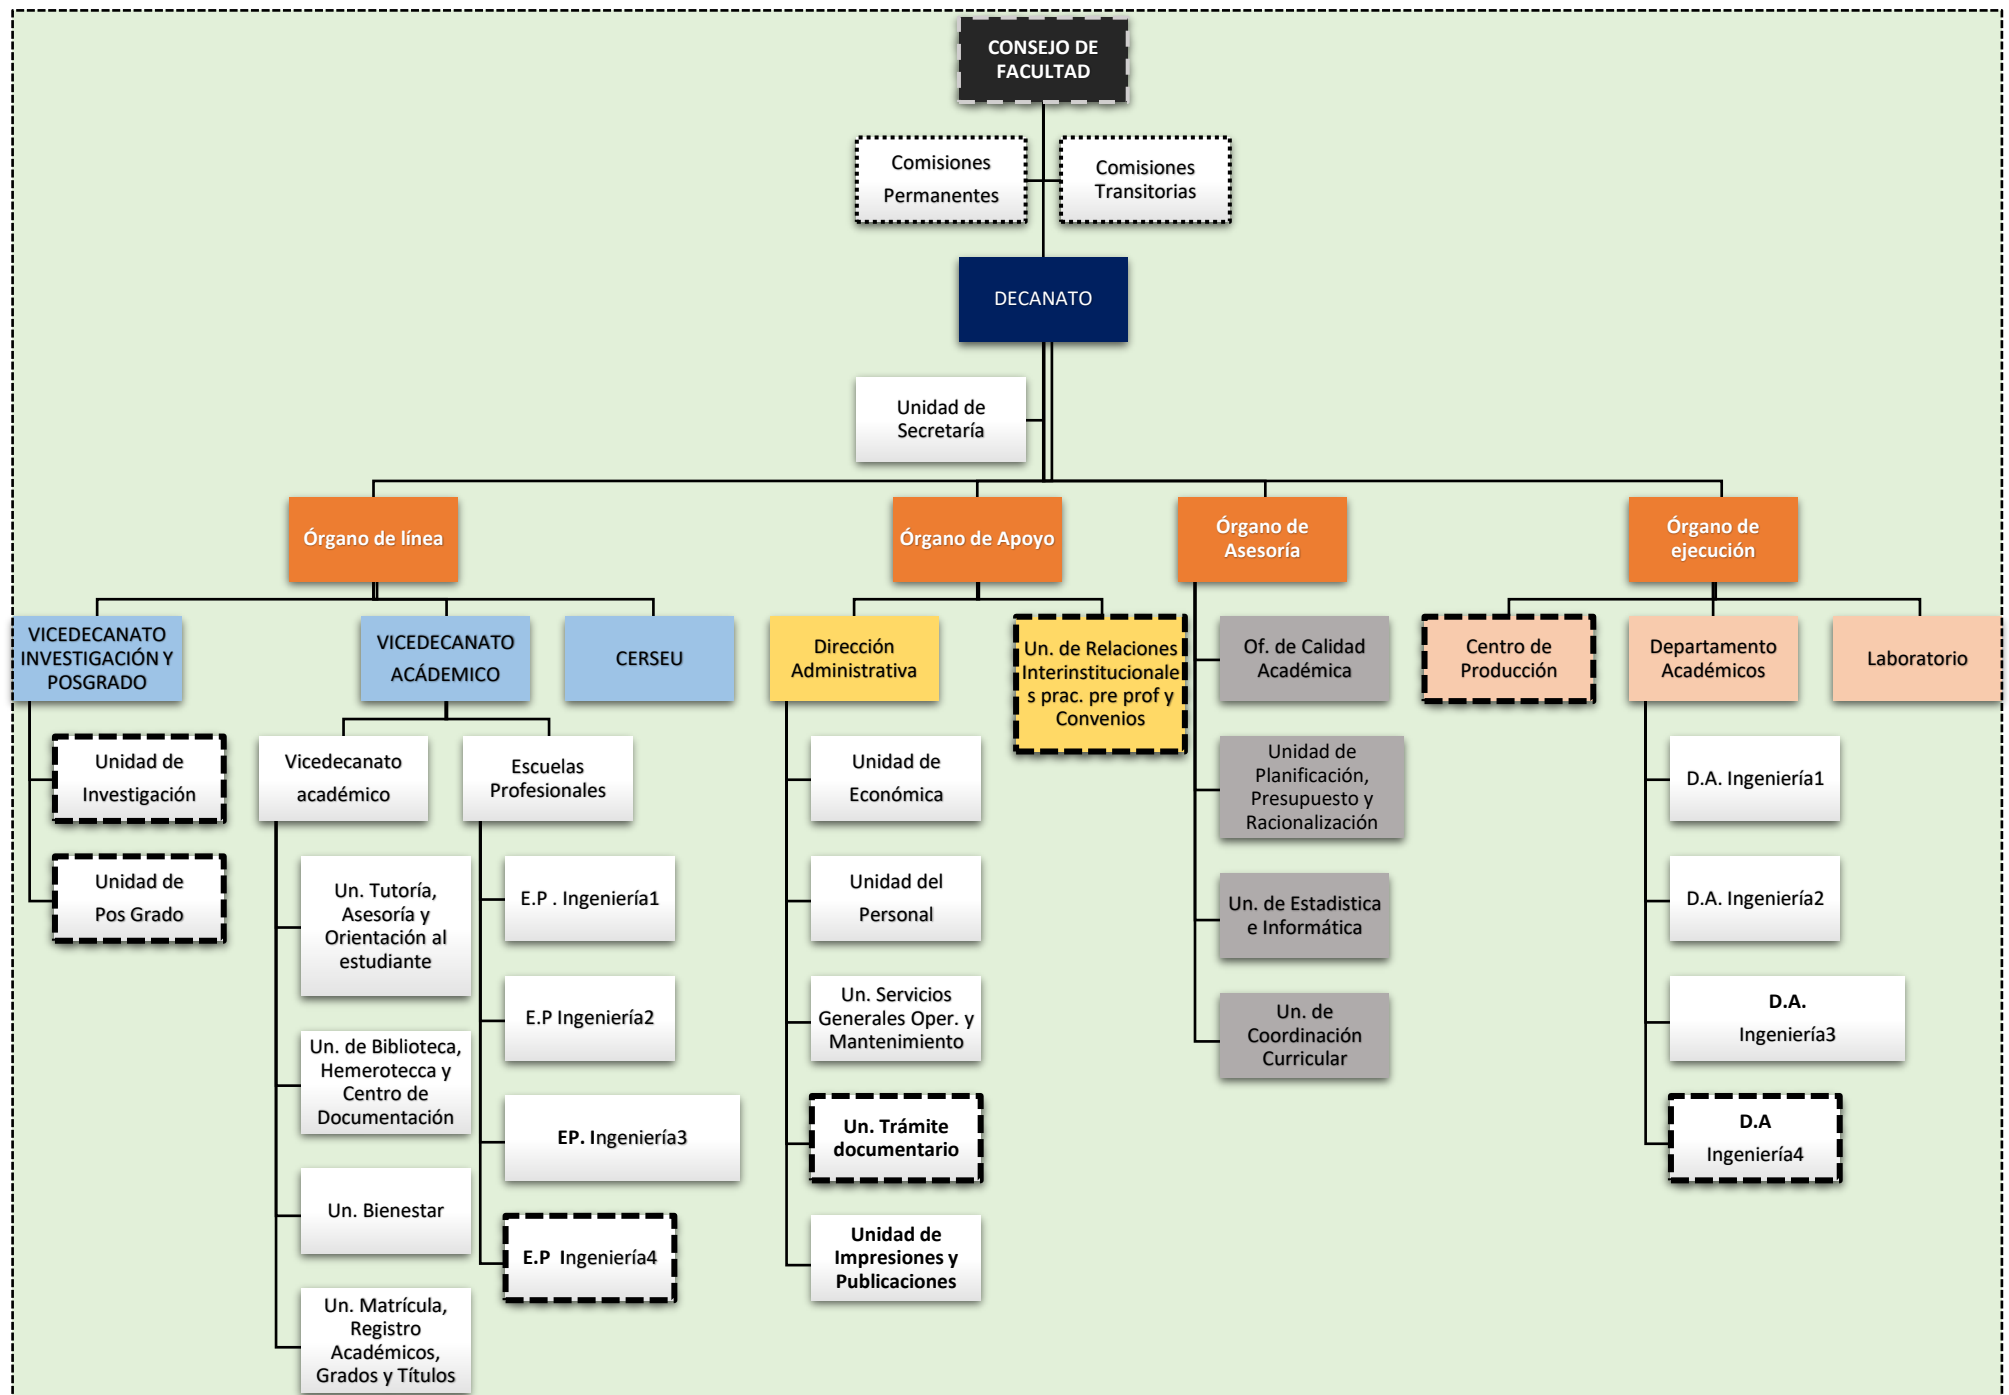 CONSEJO DE
FACULTAD
Comisiones
Permanentes
Comisiones
Transitorias
DECANATO
Unidad de
Secretaría
Órgano de línea
Órgano de Apoyo
Órgano de
Asesoría
Órgano de
ejecución
VICEDECANATO
INVESTIGACIÓN Y
POSGRADO
VICEDECANATO
ACÁDEMICO
CERSEU
Dirección
Administrativa
Un. de Relaciones
Interinstitucionale
s prac. pre prof y
Convenios
Of. de Calidad
Académica
Centro de
Producción
Departamento
Académicos
Laboratorio
Unidad de
Investigación
Unidad de
Pos Grado
Vicedecanato
académico
Escuelas
Profesionales
Un. Tutoría,
Asesoría y
Orientación al
estudiante
Un. de Biblioteca,
Hemerotecca y
Centro de
Documentación
Un. Bienestar
Un. Matrícula,
Registro
Académicos,
Grados y Títulos
E.P . Ingeniería1
E.P Ingeniería2
EP. Ingeniería3
E.P Ingeniería4
Unidad de
Económica
Unidad del
Personal
Un. Servicios
Generales Oper. y
Mantenimiento
Un. Trámite
documentario
Unidad de
Impresiones y
Publicaciones
Unidad de
Planificación,
Presupuesto y
Racionalización
Un. de Estadistica
e Informática
Un. de
Coordinación
Curricular
D.A. Ingeniería1
D.A. Ingeniería2
D.A.
Ingeniería3
D.A
Ingeniería4